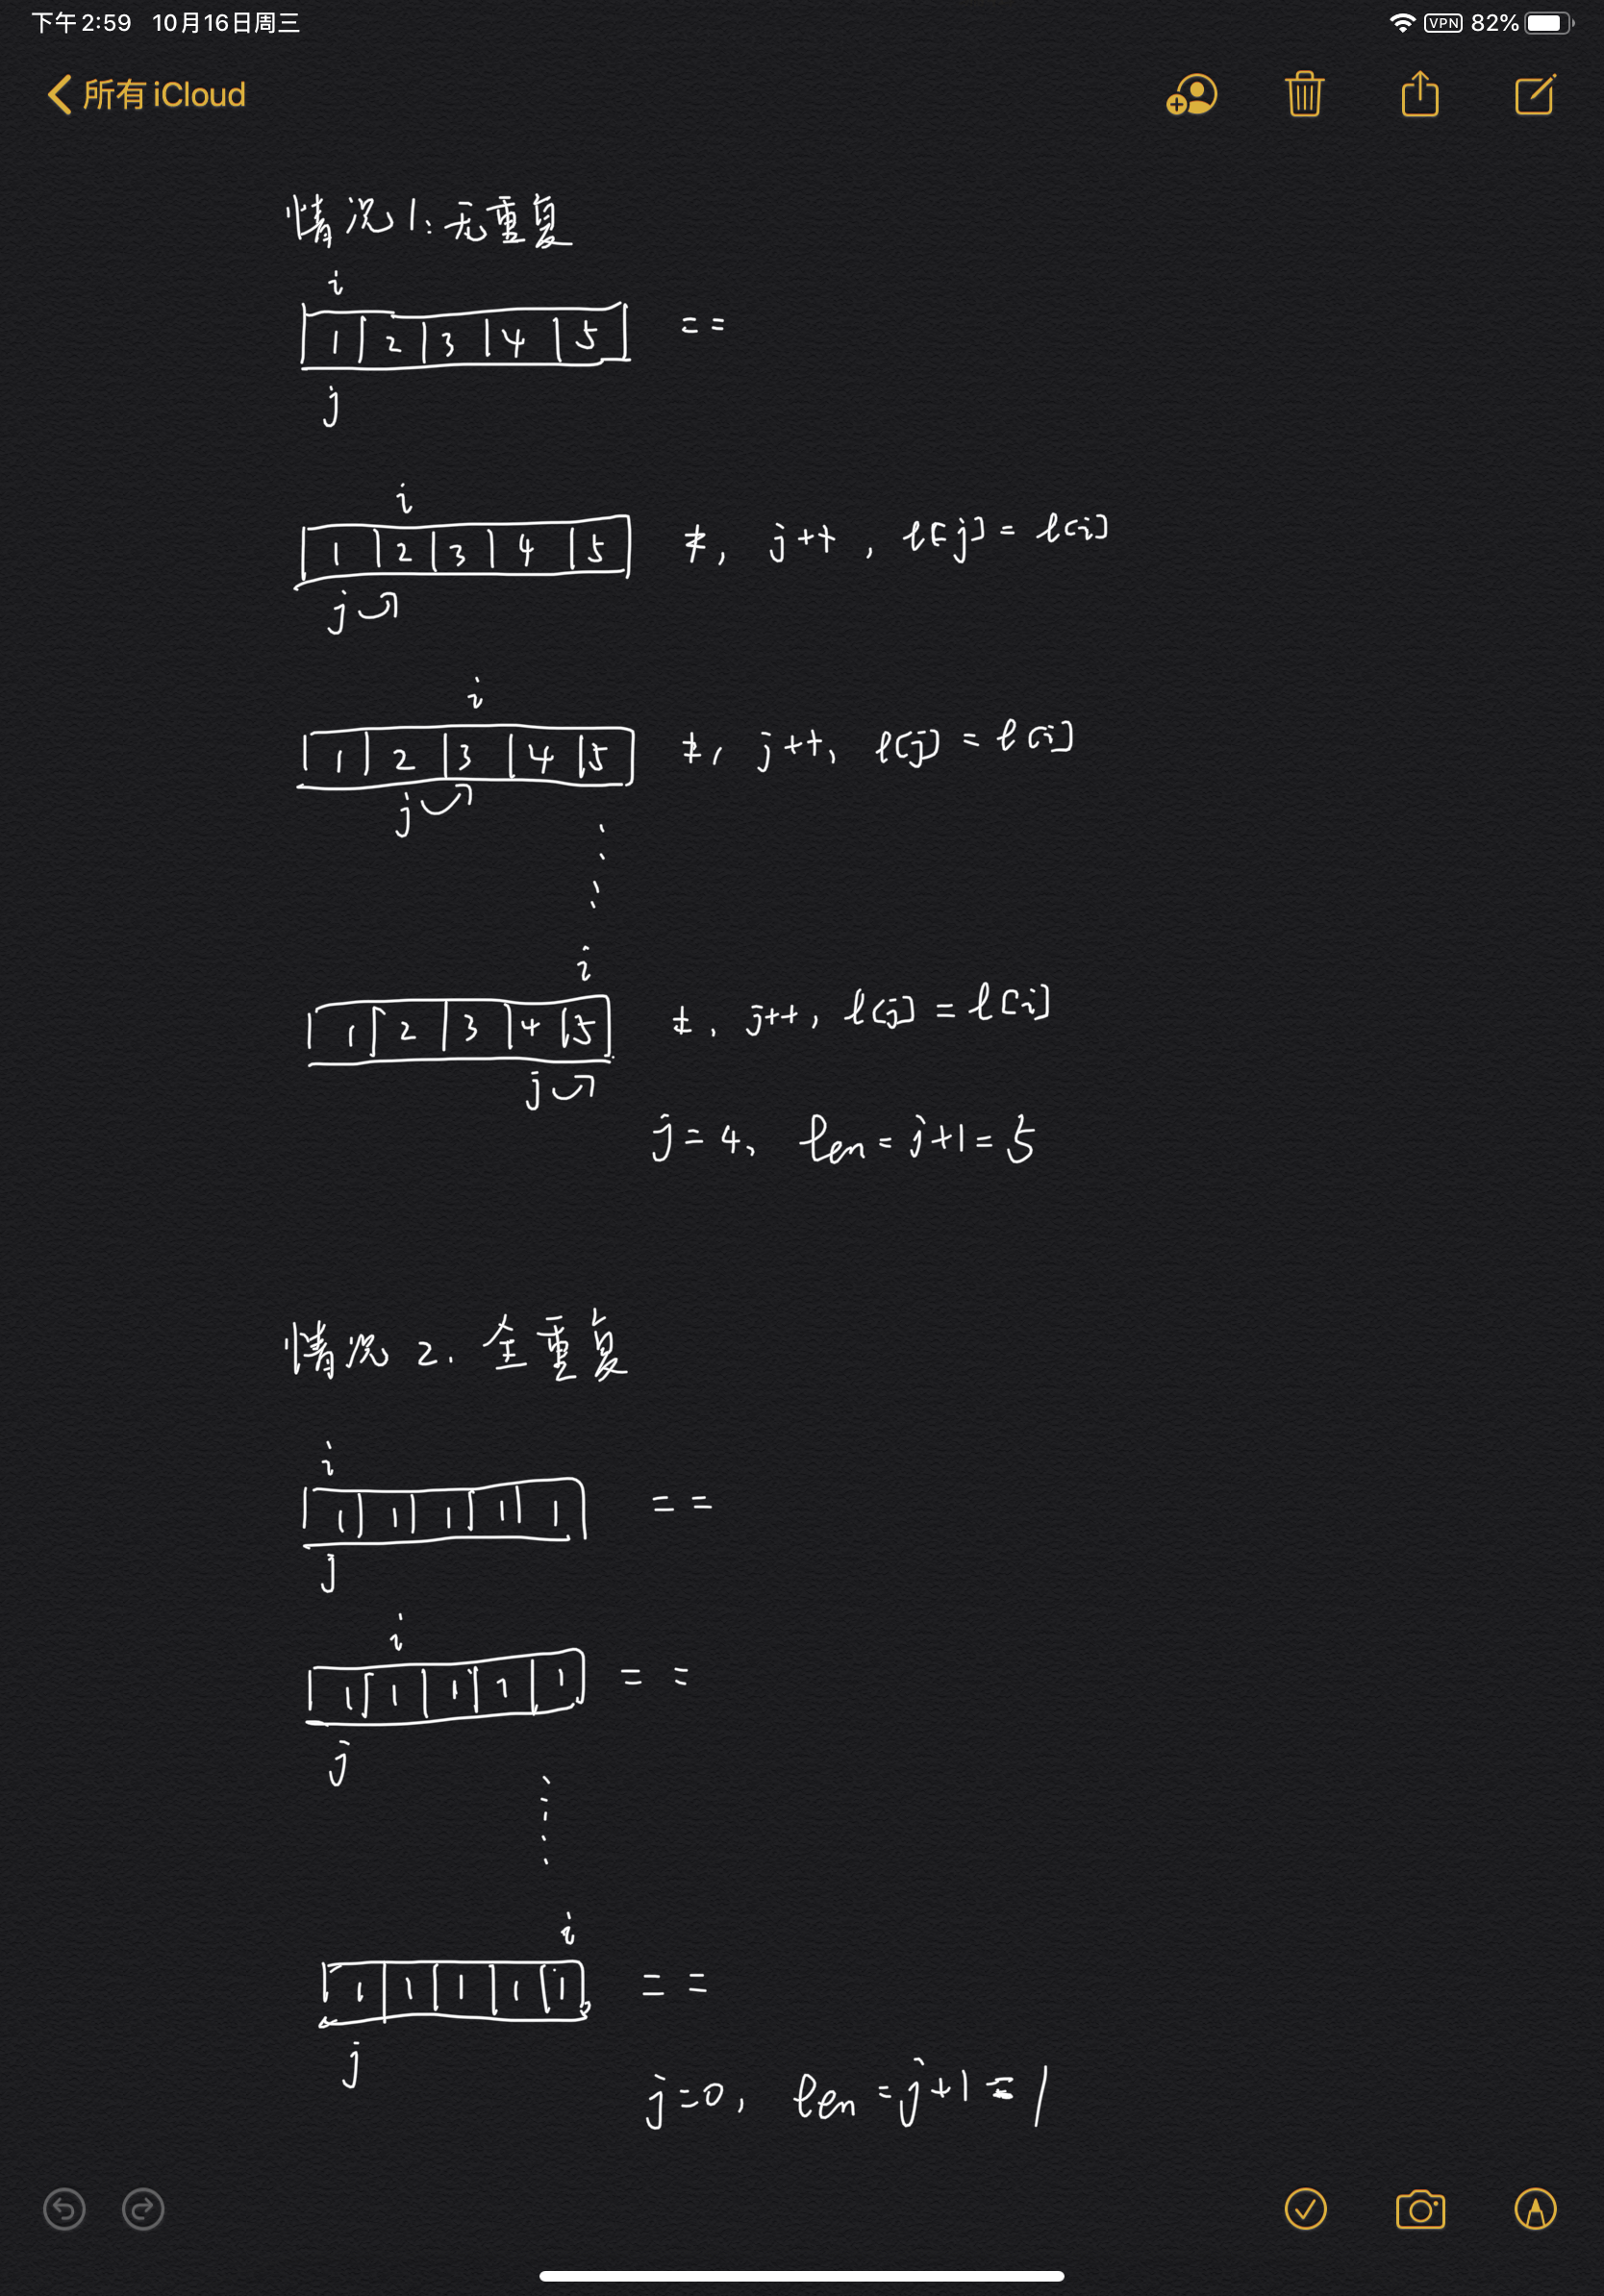 下午2:59 10月16日周三 VPN 82%
所有 iCloud
情况1:无重复
i
1 2 3 4 5 ==
j
i
1 2 3 4 5 ≠, j++, l[j] = l[i]
j
i
1 2 3 4 5 ≠, j++, l[j] = l[i]
j
i
1 2 3 4 5 ≠, j++, l[j] = l[i]
j
j=4, len=j+1=5
情况2.全重复
i
1 1 1 1 1 ==
j
i
1 1 1 1 1 ==
j
i
1 1 1 1 1 ==
j
j=0, len=j+1=1